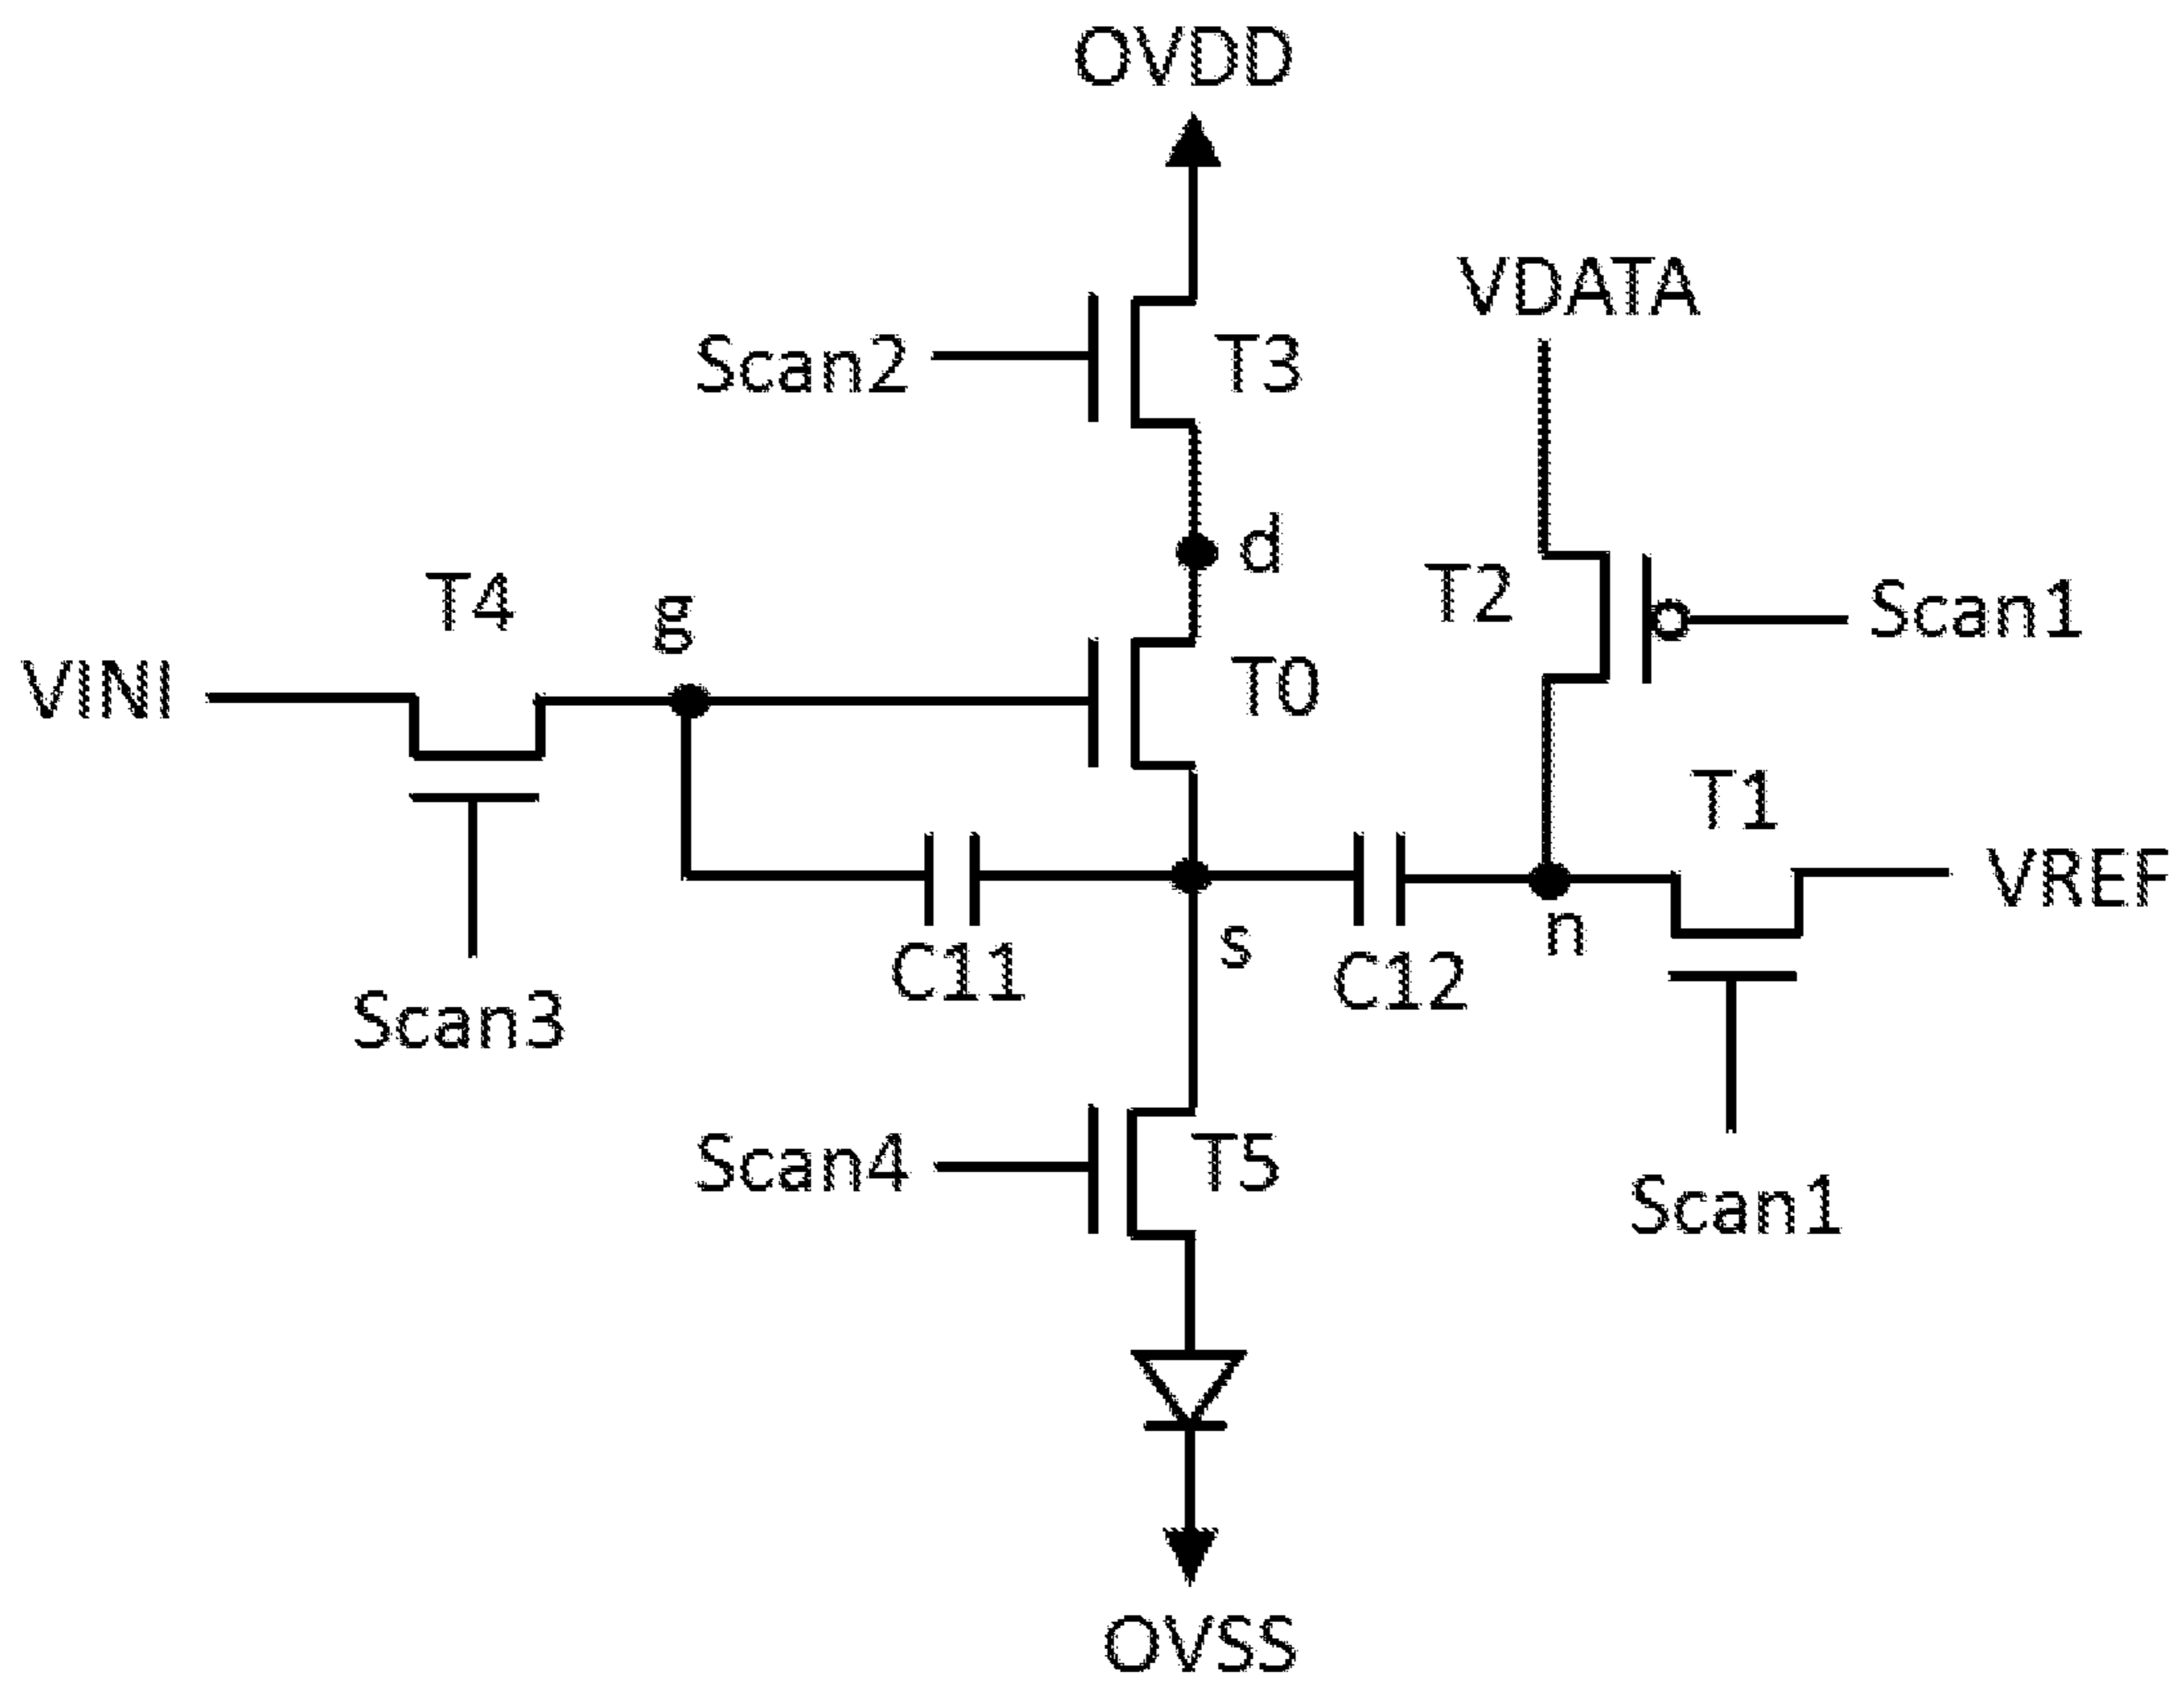 OVDD
VDATA
Scan2
T3
d
T4
g
T2
Scan1
VINI
T0
T1
VREF
s
n
C11
C12
Scan3
Scan4
T5
Scan1
OVSS